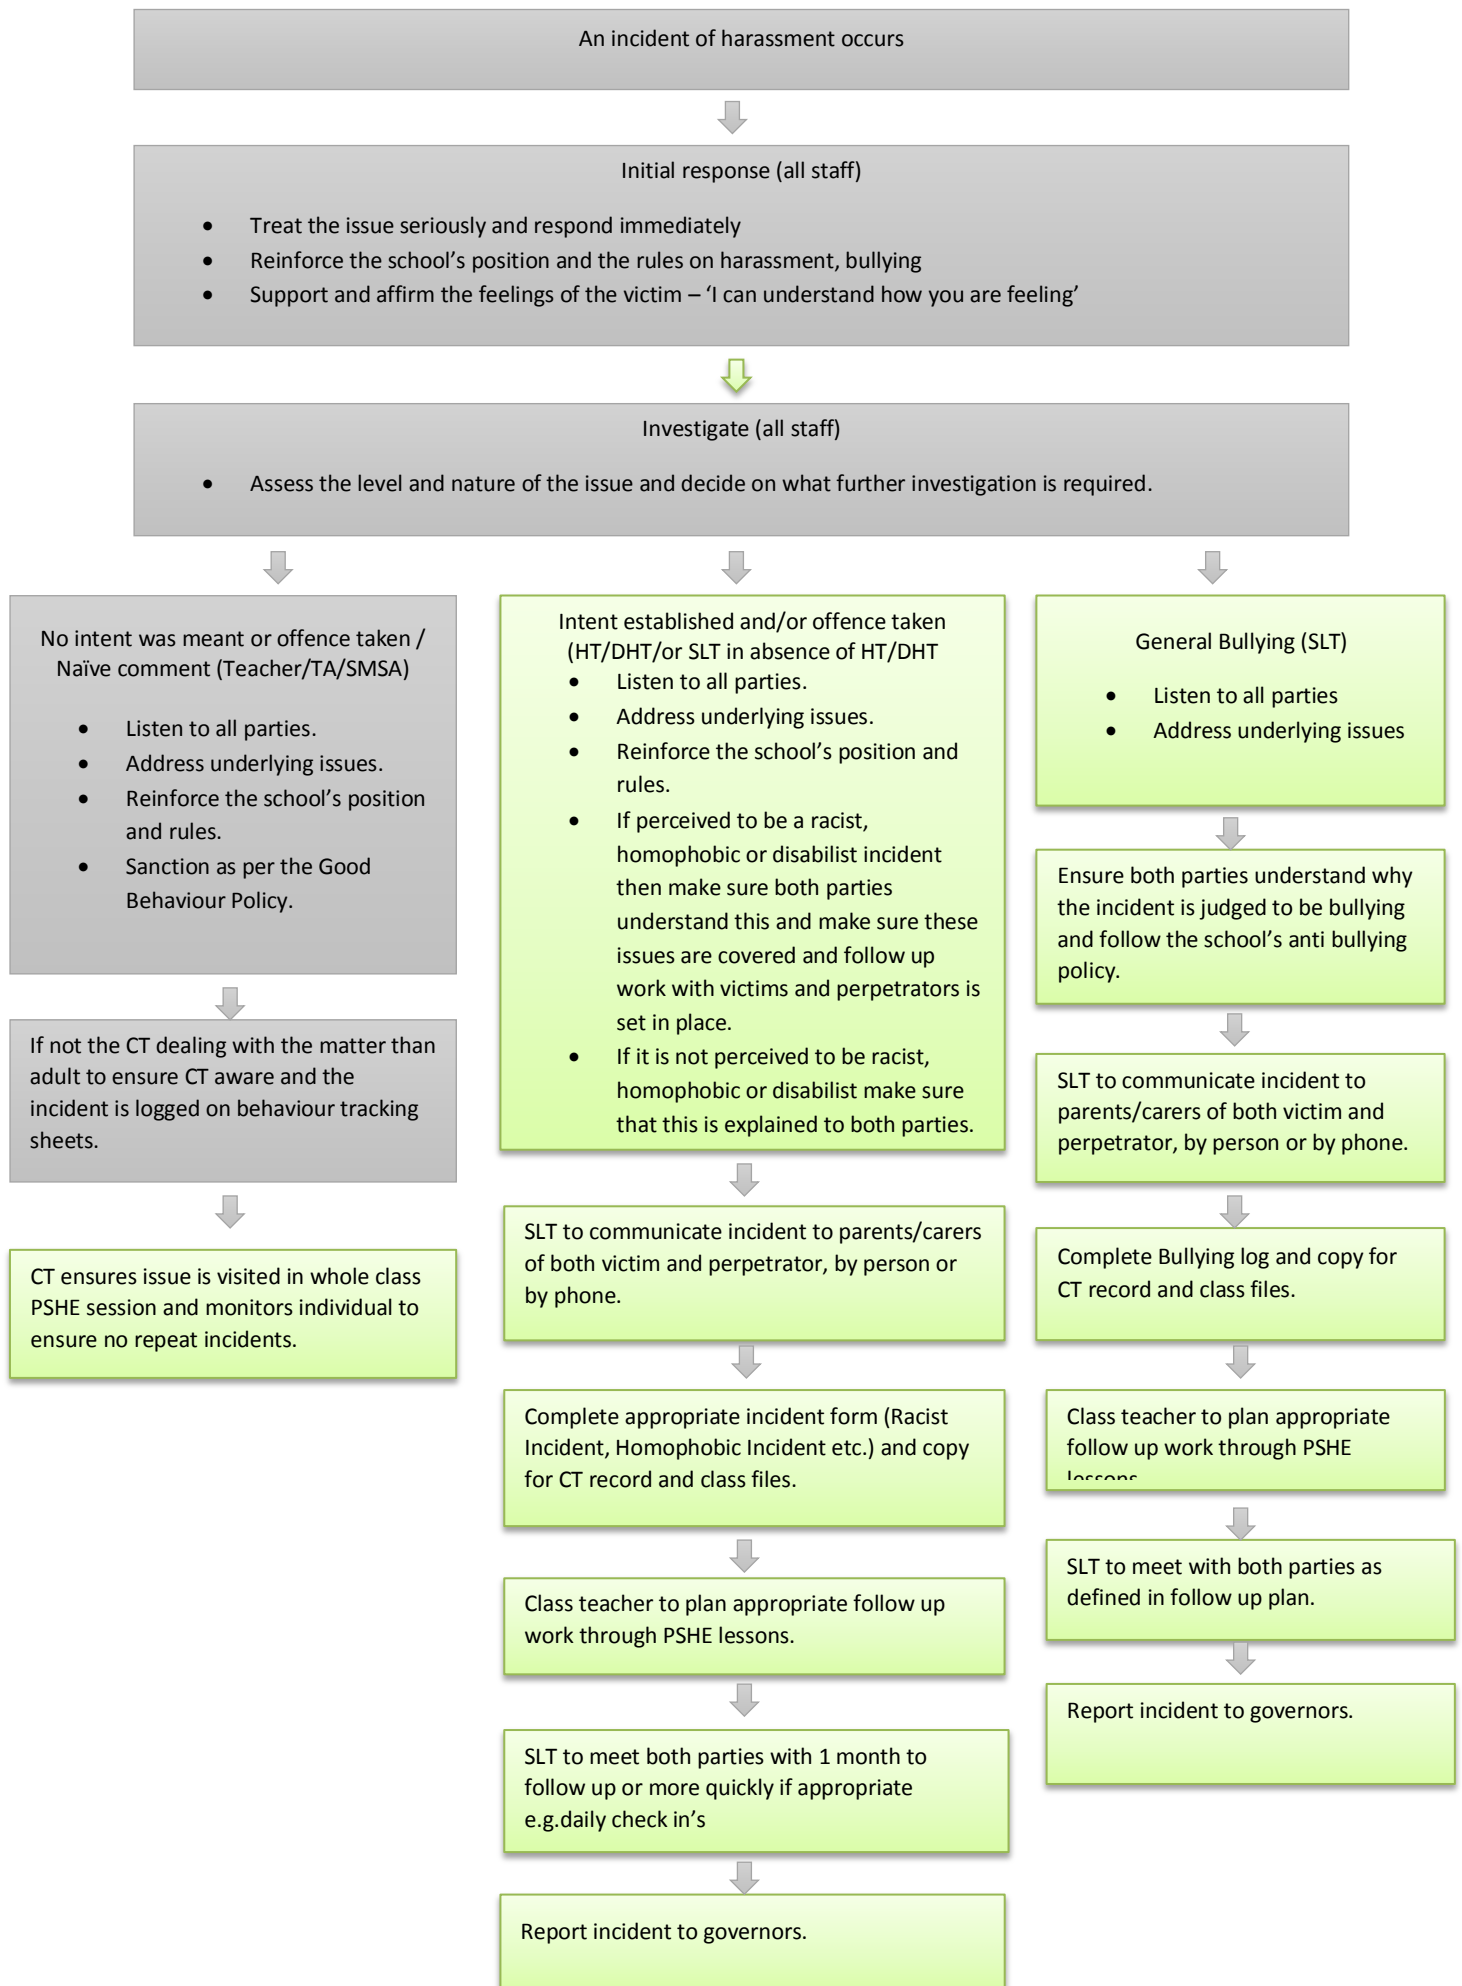 An incident of harassment occurs
Initial response (all staff)
• Treat the issue seriously and respond immediately
• Reinforce the school’s position and the rules on harassment, bullying
• Support and affirm the feelings of the victim – ‘I can understand how you are feeling’
Investigate (all staff)
• Assess the level and nature of the issue and decide on what further investigation is required.
No intent was meant or offence taken /
Naïve comment (Teacher/TA/SMSA)
• Listen to all parties.
• Address underlying issues.
• Reinforce the school’s position
and rules.
• Sanction as per the Good
Behaviour Policy.
If not the CT dealing with the matter than
adult to ensure CT aware and the
incident is logged on behaviour tracking
sheets.
CT ensures issue is visited in whole class
PSHE session and monitors individual to
ensure no repeat incidents.
Intent established and/or offence taken
(HT/DHT/or SLT in absence of HT/DHT
• Listen to all parties.
• Address underlying issues.
• Reinforce the school’s position and
rules.
• If perceived to be a racist,
homophobic or disabilist incident
then make sure both parties
understand this and make sure these
issues are covered and follow up
work with victims and perpetrators is
set in place.
• If it is not perceived to be racist,
homophobic or disabilist make sure
that this is explained to both parties.
SLT to communicate incident to parents/carers
of both victim and perpetrator, by person or
by phone.
Complete appropriate incident form (Racist
Incident, Homophobic Incident etc.) and copy
for CT record and class files.
Class teacher to plan appropriate follow up
work through PSHE lessons.
SLT to meet both parties with 1 month to
follow up or more quickly if appropriate
e.g.daily check in’s
Report incident to governors.
General Bullying (SLT)
• Listen to all parties
• Address underlying issues
Ensure both parties understand why
the incident is judged to be bullying
and follow the school’s anti bullying
policy.
SLT to communicate incident to
parents/carers of both victim and
perpetrator, by person or by phone.
Complete Bullying log and copy for
CT record and class files.
Class teacher to plan appropriate
follow up work through PSHE
lessons
SLT to meet with both parties as
defined in follow up plan.
Report incident to governors.